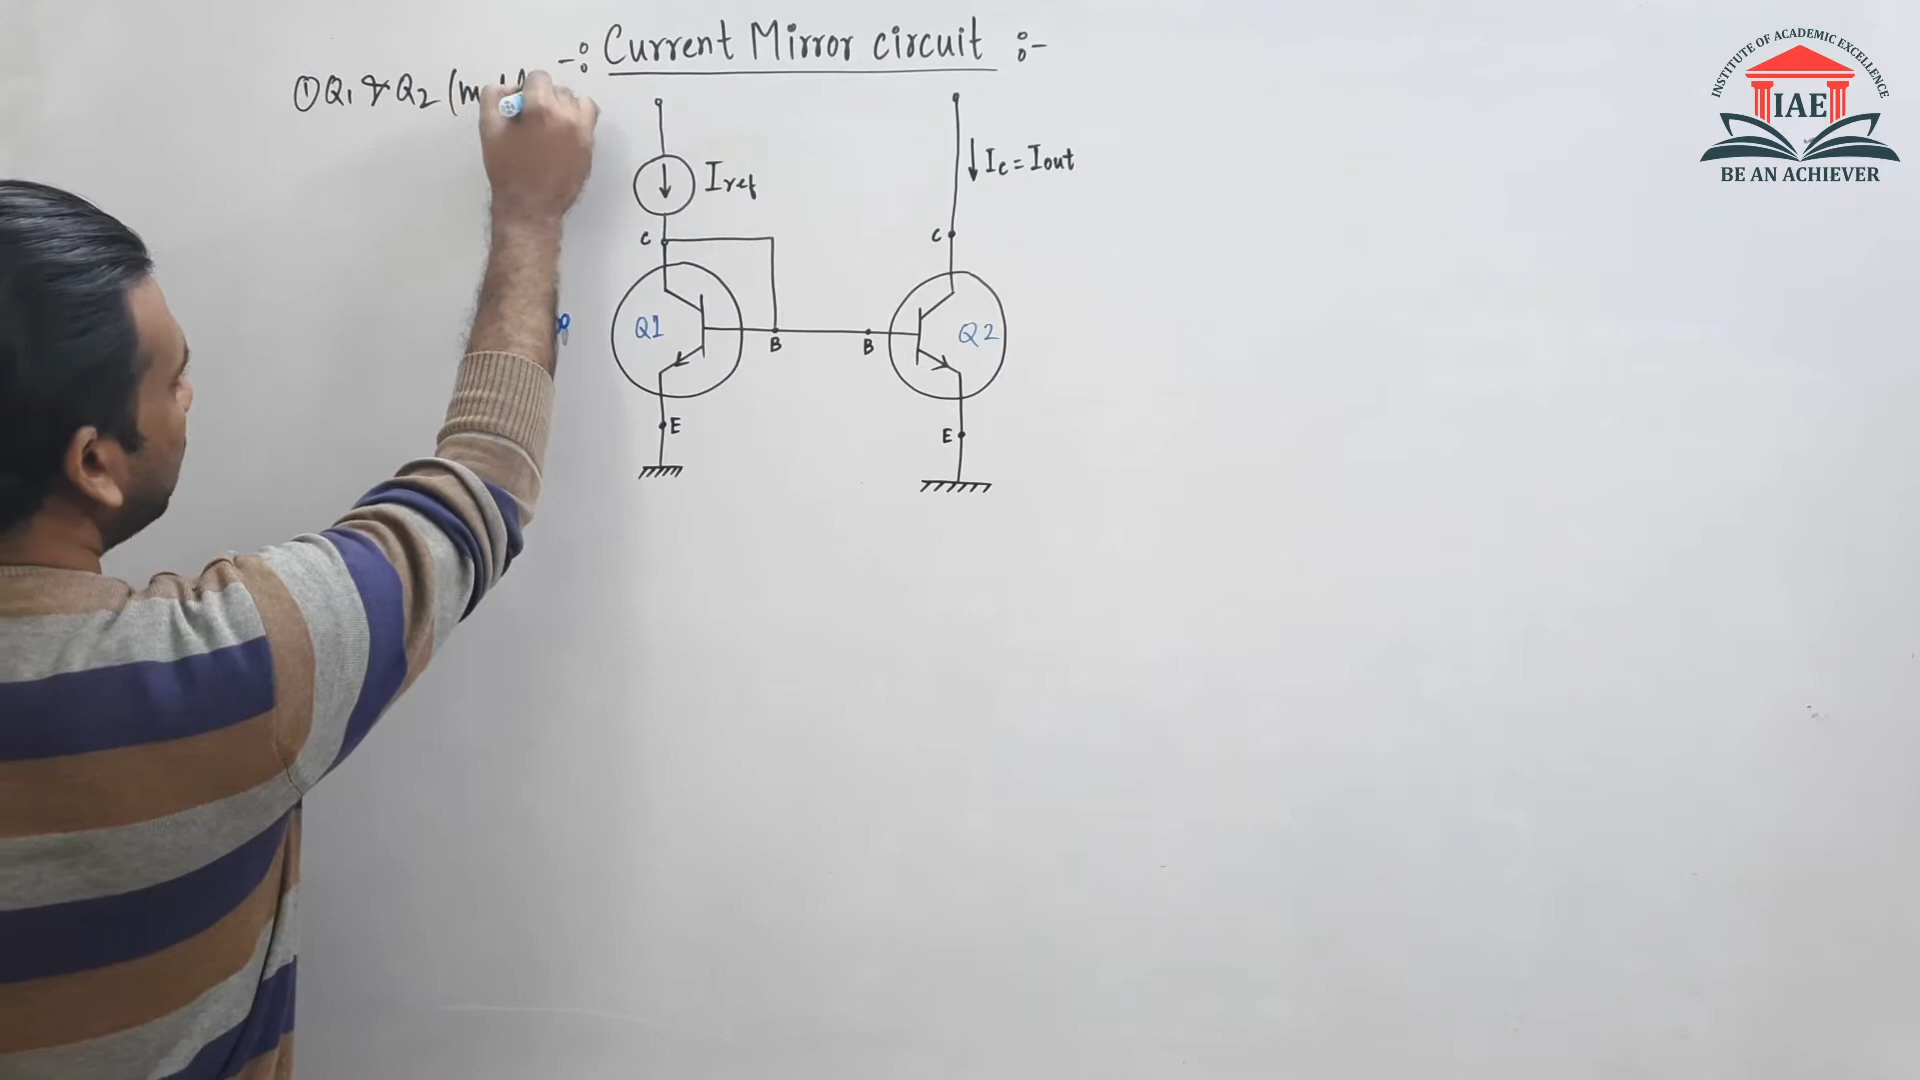 -: Current Mirror circuit :-
① Q1 & Q2
Iref
↓ Ic = Iout
C
C
Q1
Q2
B
B
E
E
INSTITUTE OF ACADEMIC EXCELLENCE
IAE
BE AN ACHIEVER